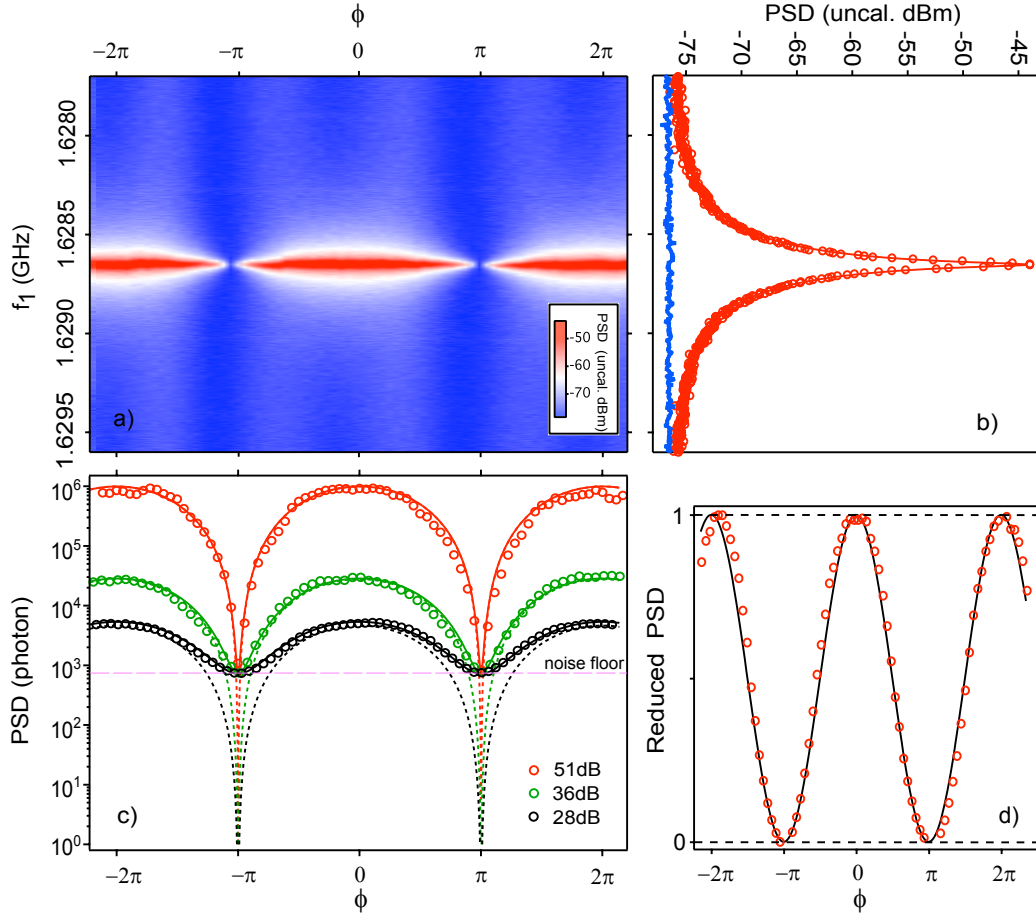 ϕ
−2π −π 0 π 2π
f1 (GHz)
1.6280
1.6285
1.6290
1.6295
a)
PSD (uncal. dBm)
-50
-60
-70
PSD (uncal. dBm)
-75 -70 -65 -60 -55 -50 -45
b)
PSD (photon)
10^6
10^5
10^4
10^3
10^2
10^1
10^0
noise floor
51dB
36dB
28dB
c)
−2π −π 0 π 2π
ϕ
Reduced PSD
1
0
d)
−2π −π 0 π 2π
ϕ